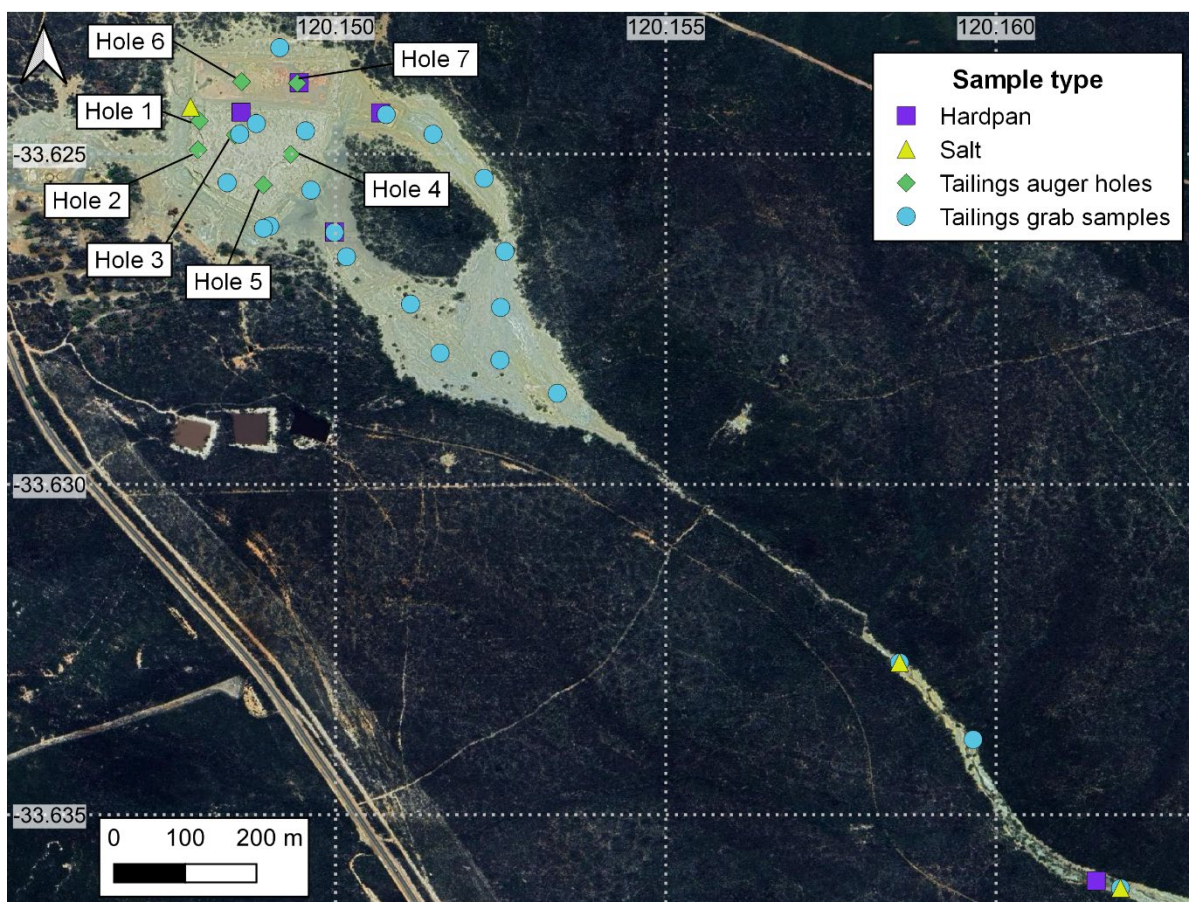 120.150
120.155
120.160
Hole 6
Hole 7
Hole 1
Hole 2
Hole 4
Hole 3
Hole 5
Sample type
Hardpan
Salt
Tailings auger holes
Tailings grab samples
-33.625
-33.630
-33.635
0 100 200 m